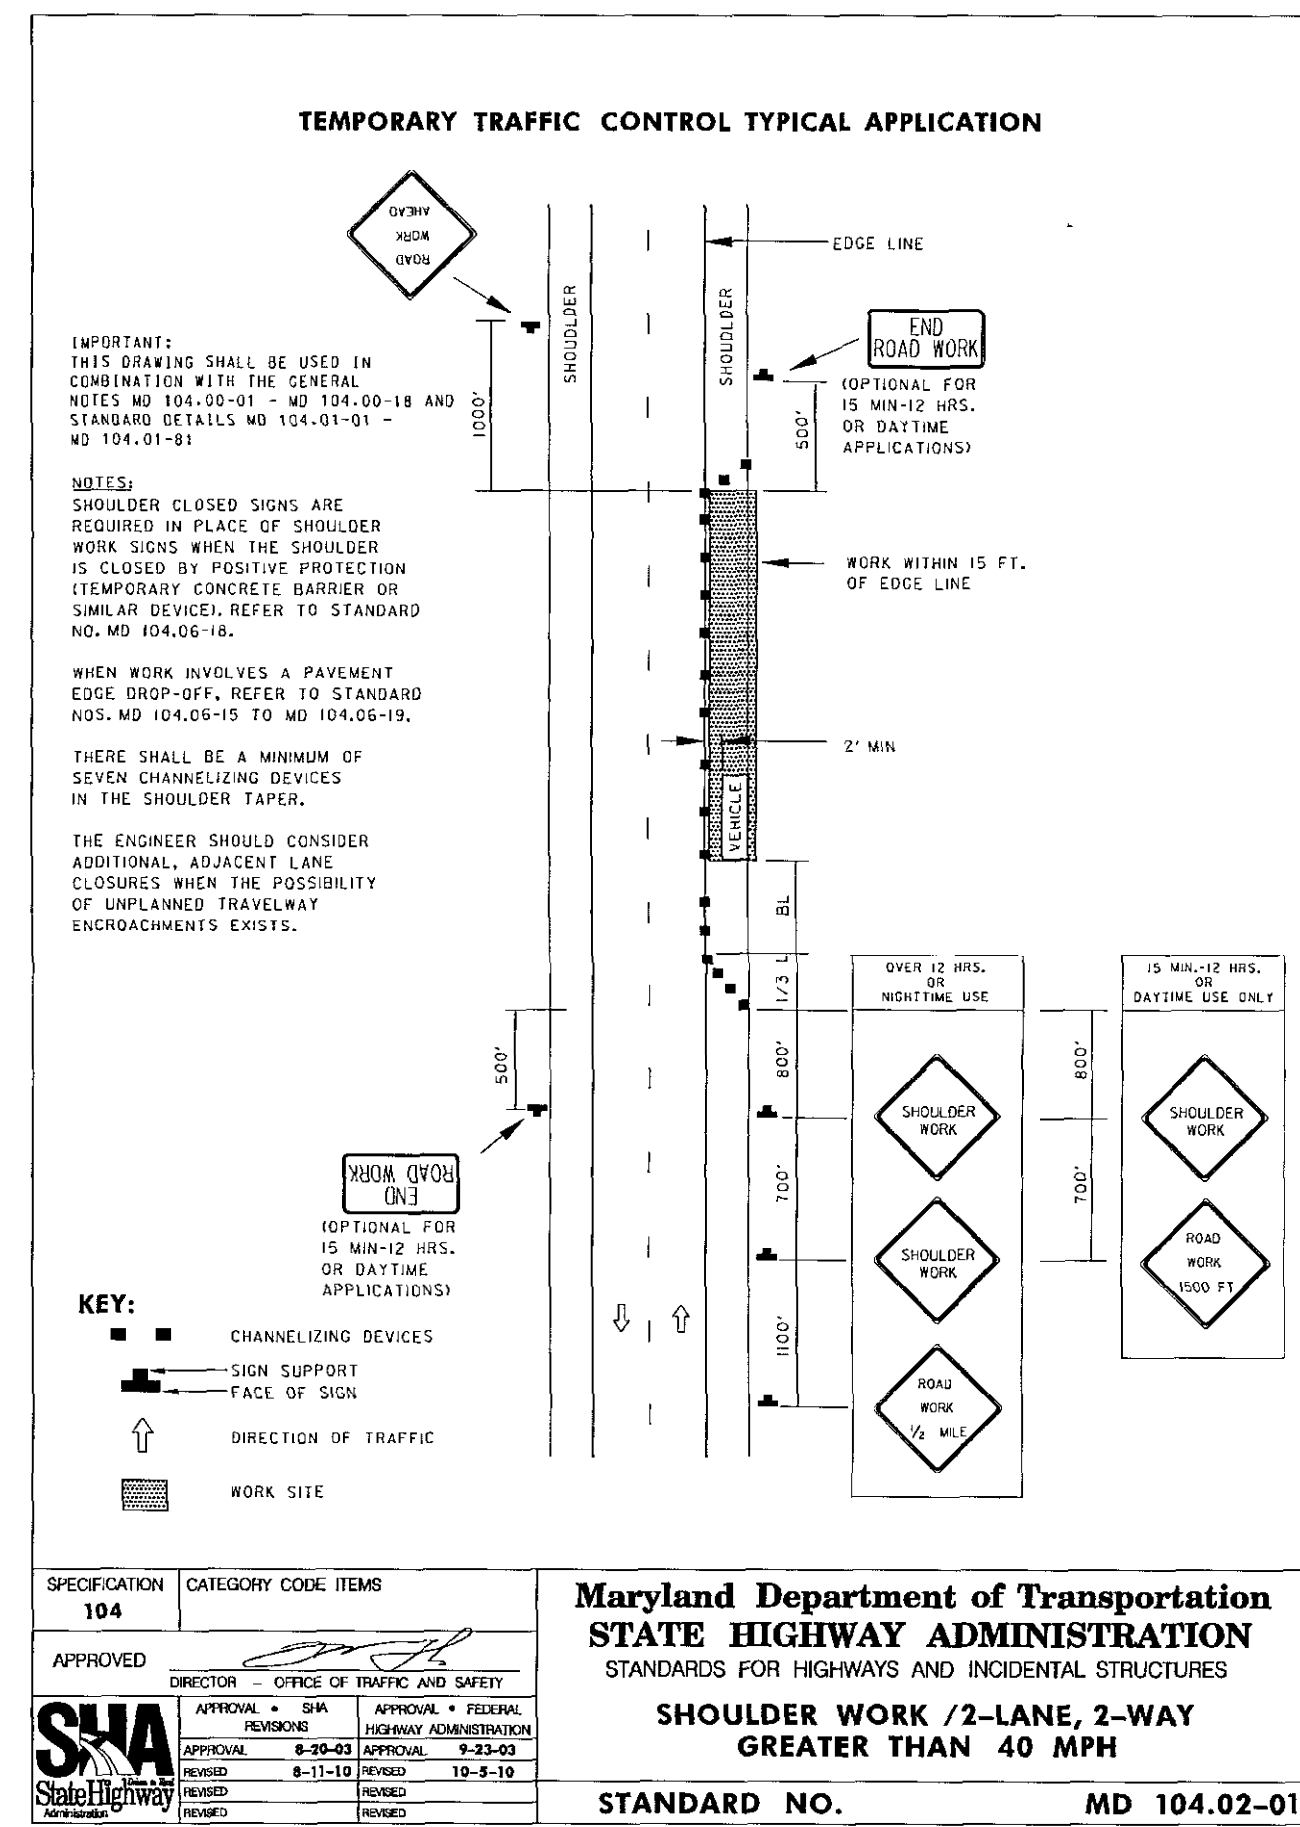 TEMPORARY TRAFFIC CONTROL TYPICAL APPLICATION
ROAD
WORK
AHEAD
EDGE LINE
SHOULDER
SHOULDER
END
ROAD WORK
(OPTIONAL FOR
15 MIN-12 HRS.
OR DAYTIME
APPLICATIONS)
1000'
500'
IMPORTANT:
THIS DRAWING SHALL BE USED IN
COMBINATION WITH THE GENERAL
NOTES MD 104.00-01 - MD 104.00-18 AND
STANDARD DETAILS MD 104.01-01 -
MD 104.01-81
NOTES:
SHOULDER CLOSED SIGNS ARE
REQUIRED IN PLACE OF SHOULDER
WORK SIGNS WHEN THE SHOULDER
IS CLOSED BY POSITIVE PROTECTION
(TEMPORARY CONCRETE BARRIER OR
SIMILAR DEVICE). REFER TO STANDARD
NO. MD 104.06-18.
WHEN WORK INVOLVES A PAVEMENT
EDGE DROP-OFF, REFER TO STANDARD
NOS. MD 104.06-15 TO MD 104.06-19.
THERE SHALL BE A MINIMUM OF
SEVEN CHANNELIZING DEVICES
IN THE SHOULDER TAPER.
THE ENGINEER SHOULD CONSIDER
ADDITIONAL, ADJACENT LANE
CLOSURES WHEN THE POSSIBILITY
OF UNPLANNED TRAVELWAY
ENCROACHMENTS EXISTS.
WORK WITHIN 15 FT.
OF EDGE LINE
2' MIN
VEHICLE
BL
1/3 L
800'
700'
1100'
500'
END
ROAD WORK
(OPTIONAL FOR
15 MIN-12 HRS.
OR DAYTIME
APPLICATIONS)
OVER 12 HRS.
OR
NIGHTTIME USE
SHOULDER
WORK
SHOULDER
WORK
ROAD
WORK
1/2 MILE
800'
700'
15 MIN.-12 HRS.
OR
DAYTIME USE ONLY
SHOULDER
WORK
ROAD
WORK
1500 FT
KEY:
CHANNELIZING DEVICES
SIGN SUPPORT
FACE OF SIGN
DIRECTION OF TRAFFIC
WORK SITE
SPECIFICATION
104
CATEGORY CODE ITEMS
APPROVED
DIRECTOR – OFFICE OF TRAFFIC AND SAFETY
SHA
State Highway
Administration
APPROVAL • SHA
REVISIONS
APPROVAL • FEDERAL
HIGHWAY ADMINISTRATION
APPROVAL 8-20-03 APPROVAL 9-23-03
REVISED 8-11-10 REVISED 10-5-10
REVISED REVISED
REVISED REVISED
Maryland Department of Transportation
STATE HIGHWAY ADMINISTRATION
STANDARDS FOR HIGHWAYS AND INCIDENTAL STRUCTURES
SHOULDER WORK /2-LANE, 2-WAY
GREATER THAN 40 MPH
STANDARD NO. MD 104.02-01